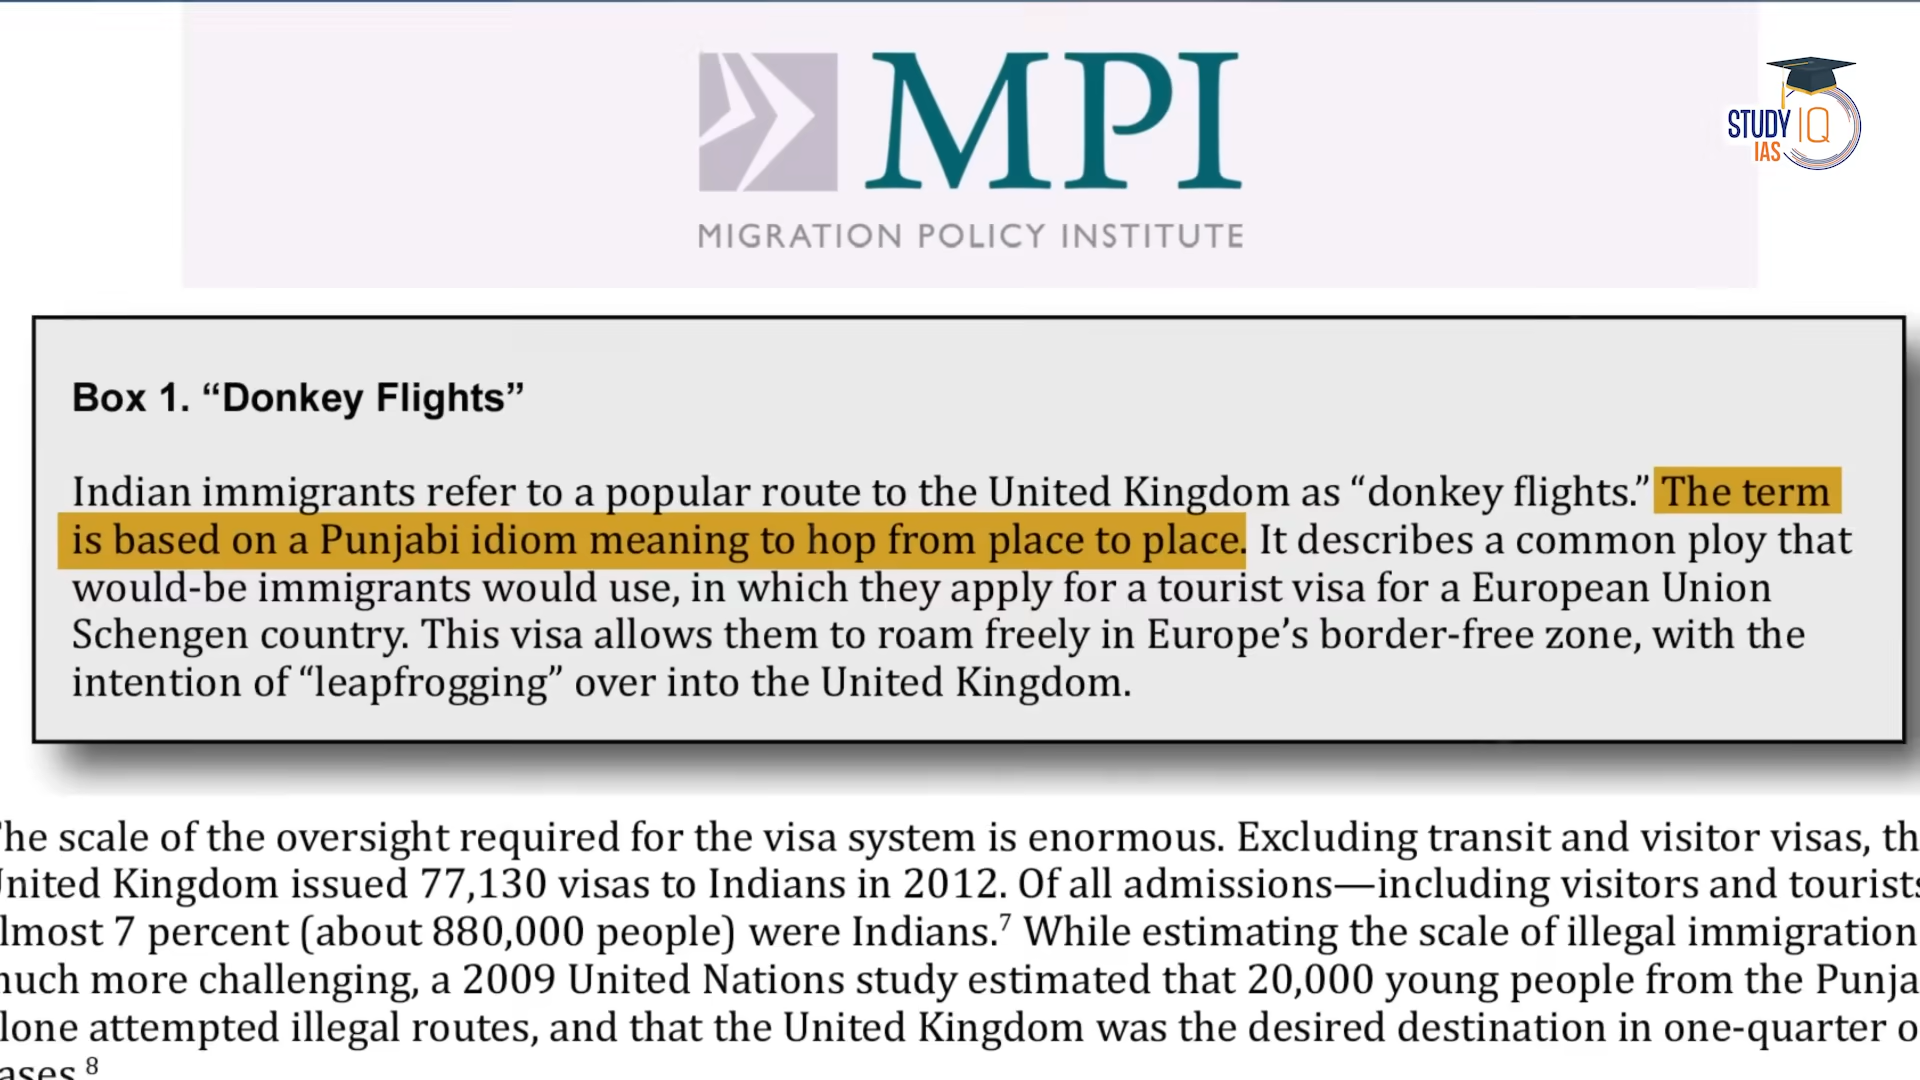 MPI
MIGRATION POLICY INSTITUTE
STUDY IQ
IAS
Box 1. “Donkey Flights”
Indian immigrants refer to a popular route to the United Kingdom as “donkey flights.” The term
is based on a Punjabi idiom meaning to hop from place to place. It describes a common ploy that
would-be immigrants would use, in which they apply for a tourist visa for a European Union
Schengen country. This visa allows them to roam freely in Europe’s border-free zone, with the
intention of “leapfrogging” over into the United Kingdom.
he scale of the oversight required for the visa system is enormous. Excluding transit and visitor visas, th
nited Kingdom issued 77,130 visas to Indians in 2012. Of all admissions—including visitors and tourists
lmost 7 percent (about 880,000 people) were Indians.⁷ While estimating the scale of illegal immigration
uch more challenging, a 2009 United Nations study estimated that 20,000 young people from the Punja
lone attempted illegal routes, and that the United Kingdom was the desired destination in one-quarter o
ases.⁸